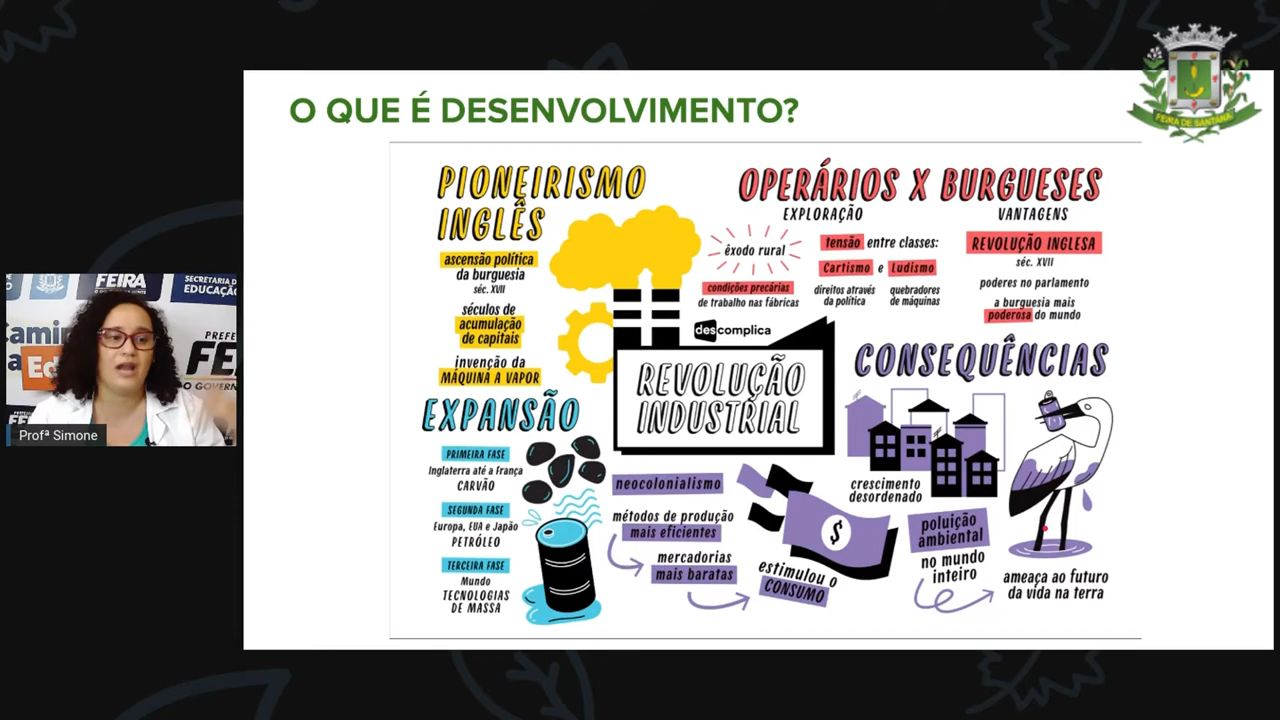 O QUE É DESENVOLVIMENTO?
FEIRA DE SANTANA
PIONEIRISMO
INGLÊS
ascensão política
da burguesia
séc. XVII
séculos de
acumulação
de capitais
invenção da
MÁQUINA A VAPOR
OPERÁRIOS X BURGUESES
EXPLORAÇÃO
êxodo rural
condições precárias
de trabalho nas fábricas
tensão entre classes:
Cartismo e Ludismo
direitos através
da política
quebradores
de máquinas
VANTAGENS
REVOLUÇÃO INGLESA
séc. XVII
poderes no parlamento
a burguesia mais
poderosa do mundo
descomplica
REVOLUÇÃO
INDUSTRIAL
EXPANSÃO
PRIMEIRA FASE
Inglaterra até a França
CARVÃO
SEGUNDA FASE
Europa, EUA e Japão
PETRÓLEO
TERCEIRA FASE
Mundo
TECNOLOGIAS
DE MASSA
CONSEQUÊNCIAS
neocolonialismo
métodos de produção
mais eficientes
mercadorias
mais baratas
estimulou o
CONSUMO
$
crescimento
desordenado
poluição
ambiental
no mundo
inteiro
ameaça ao futuro
da vida na terra
FEIRA
SECRETARIA D
EDUCAÇÃ
Profª Simone